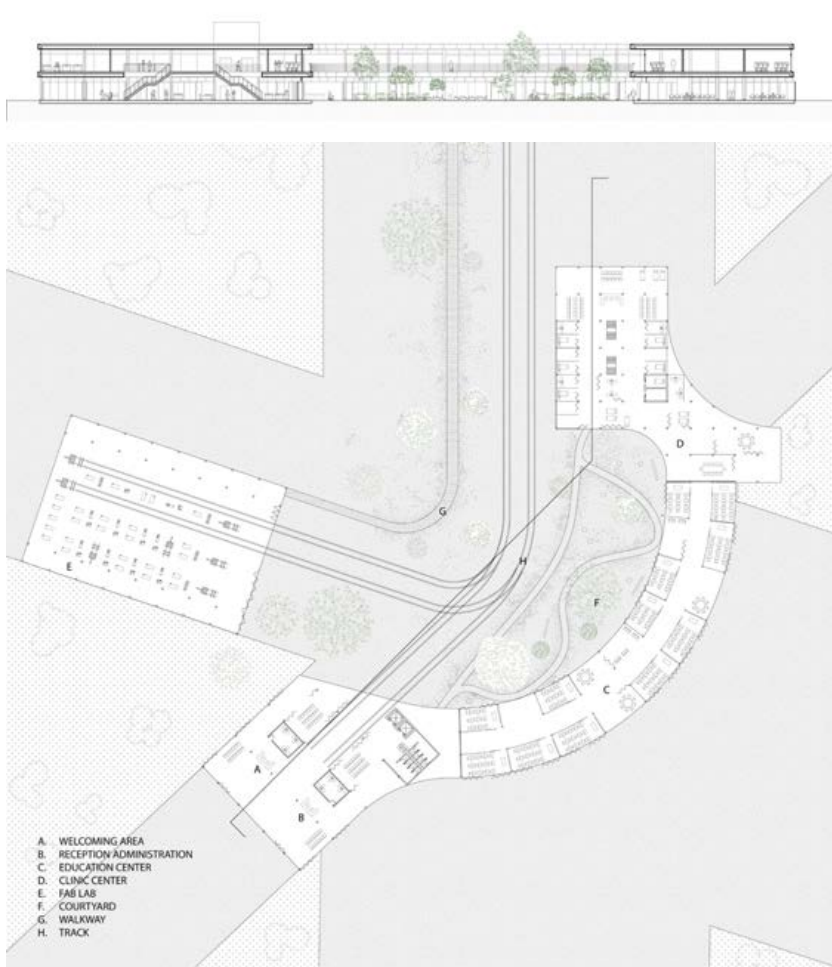 D
G
H
E
F
C
A
B
A. WELCOMING AREA
B. RECEPTION ADMINISTRATION
C. EDUCATION CENTER
D. CLINIC CENTER
E. FAB LAB
F. COURTYARD
G. WALKWAY
H. TRACK